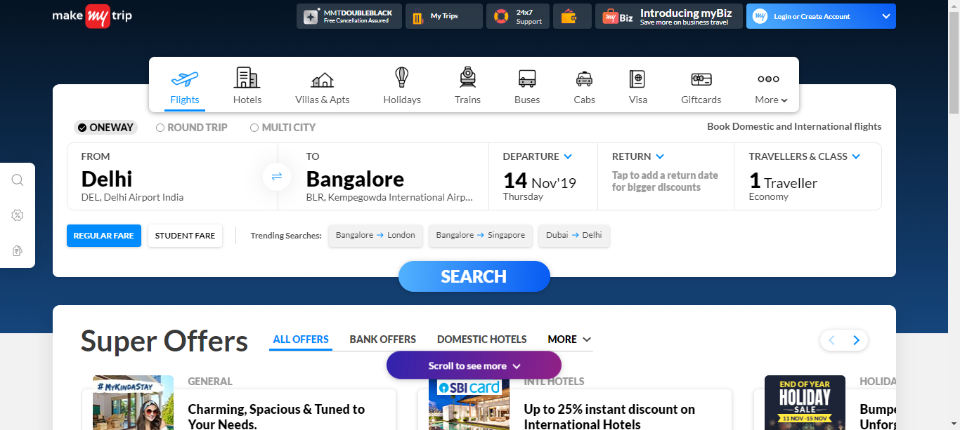 make my trip
MMTDOUBLEBLACK
Free Cancellation Assured
My Trips
24x7
Support
my Biz
Introducing myBiz
Save more on business travel
my
Login or Create Account
Flights
Hotels
Villas & Apts
Holidays
Trains
Buses
Cabs
Visa
Giftcards
More
ONEWAY
ROUND TRIP
MULTI CITY
Book Domestic and International flights
FROM
Delhi
DEL, Delhi Airport India
TO
Bangalore
BLR, Kempegowda International Airp...
DEPARTURE
14 Nov'19
Thursday
RETURN
Tap to add a return date
for bigger discounts
TRAVELLERS & CLASS
1 Traveller
Economy
REGULAR FARE
STUDENT FARE
Trending Searches:
Bangalore → London
Bangalore → Singapore
Dubai → Delhi
SEARCH
Super Offers
ALL OFFERS
BANK OFFERS
DOMESTIC HOTELS
MORE
Scroll to see more
#MYKINDASTAY
GENERAL
Charming, Spacious & Tuned to
Your Needs.
SBI card
INTL HOTELS
Up to 25% instant discount on
International Hotels
END OF YEAR
HOLIDAY
SALE
11 NOV - 15 NOV